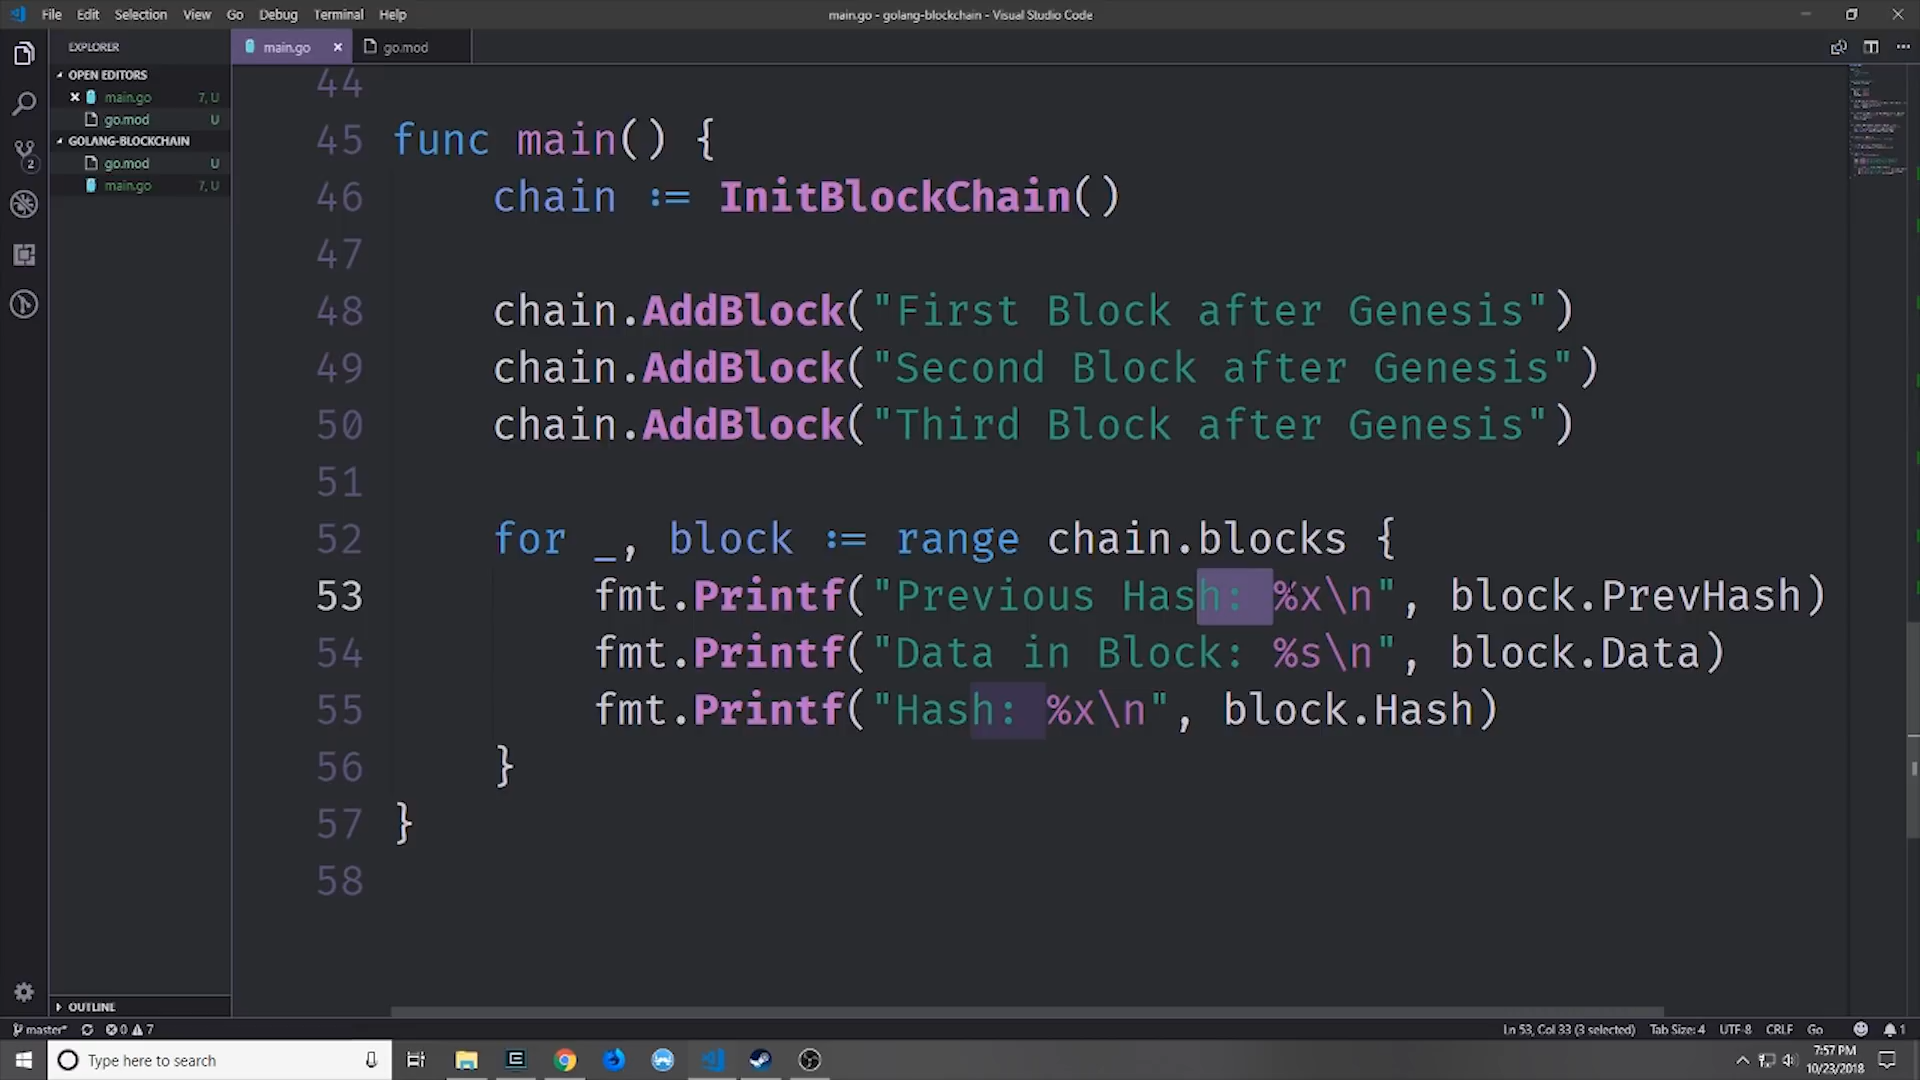 File Edit Selection View Go Debug Terminal Help
main.go - golang-blockchain - Visual Studio Code
EXPLORER
main.go
go.mod
OPEN EDITORS
main.go 7, U
go.mod U
GOLANG-BLOCKCHAIN
go.mod U
main.go 7, U
2
44
45 func main() {
46 chain := InitBlockChain()
47
48 chain.AddBlock("First Block after Genesis")
49 chain.AddBlock("Second Block after Genesis")
50 chain.AddBlock("Third Block after Genesis")
51
52 for _, block := range chain.blocks {
53 fmt.Printf("Previous Hash: %x\n", block.PrevHash)
54 fmt.Printf("Data in Block: %s\n", block.Data)
55 fmt.Printf("Hash: %x\n", block.Hash)
56 }
57 }
58
OUTLINE
master* 0 7
Ln 53, Col 33 (3 selected) Tab Size: 4 UTF-8 CRLF Go 1
Type here to search
7:57 PM
10/23/2018